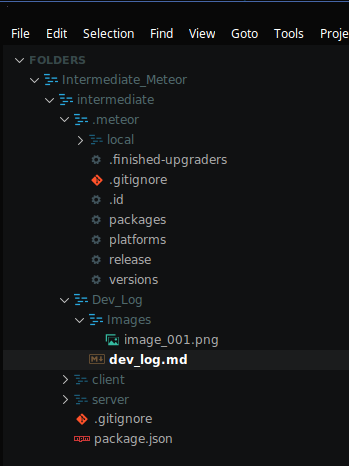 File Edit Selection Find View Goto Tools Proje
FOLDERS
Intermediate_Meteor
intermediate
.meteor
local
.finished-upgraders
.gitignore
.id
packages
platforms
release
versions
Dev_Log
Images
image_001.png
dev_log.md
client
server
.gitignore
package.json